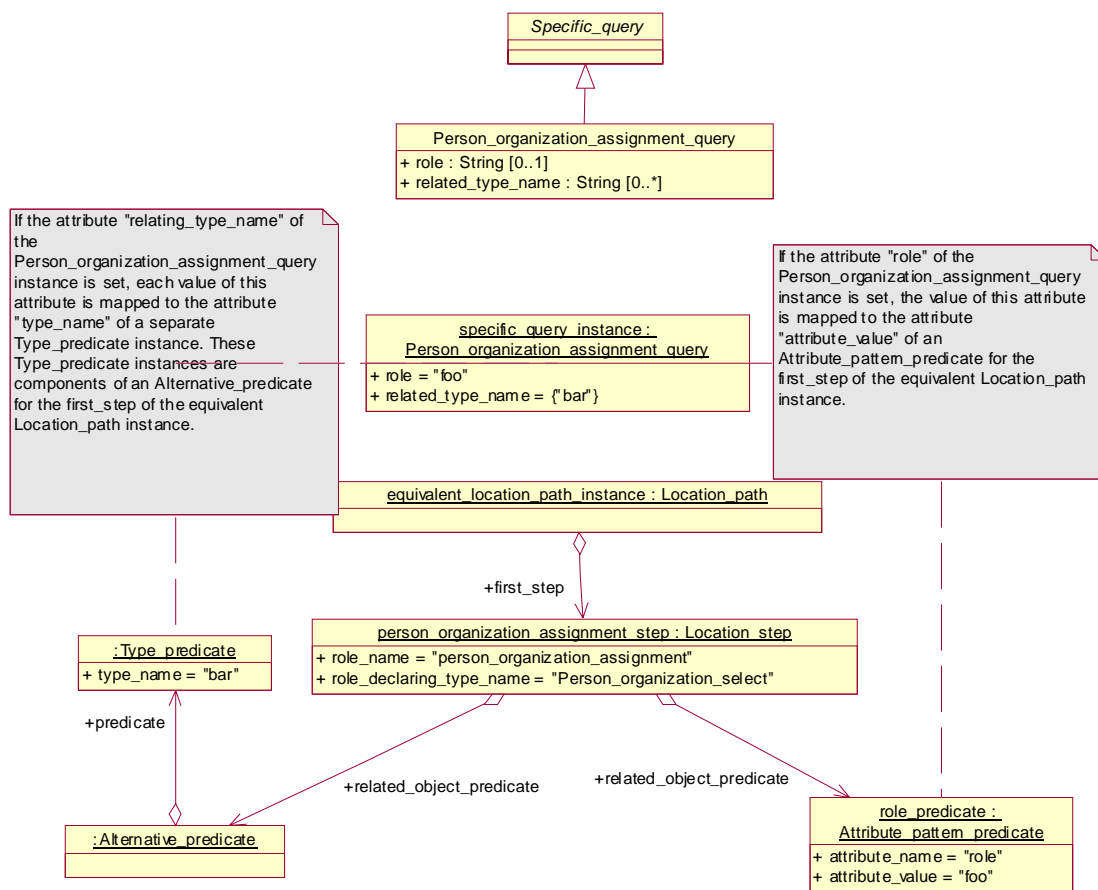 Specific_query
Person_organization_assignment_query
+ role : String [0..1]
+ related_type_name : String [0..*]
If the attribute "relating_type_name" of
the
Person_organization_assignment_query
instance is set, each value of this
attribute is mapped to the attribute
"type_name" of a separate
Type_predicate instance. These
Type_predicate instances are
components of an Alternative_predicate
for the first_step of the equivalent
Location_path instance.
If the attribute "role" of the
Person_organization_assignment_query
instance is set, the value of this attribute
is mapped to the attribute
"attribute_value" of an
Attribute_pattern_predicate for the
first_step of the equivalent Location_path
instance.
specific_query_instance :
Person_organization_assignment_query
+ role = "foo"
+ related_type_name = {"bar"}
equivalent_location_path_instance : Location_path
+first_step
person_organization_assignment_step : Location_step
+ role_name = "person_organization_assignment"
+ role_declaring_type_name = "Person_organization_select"
:Type_predicate
+ type_name = "bar"
+predicate
+related_object_predicate
+related_object_predicate
:Alternative_predicate
role_predicate :
Attribute_pattern_predicate
+ attribute_name = "role"
+ attribute_value = "foo"